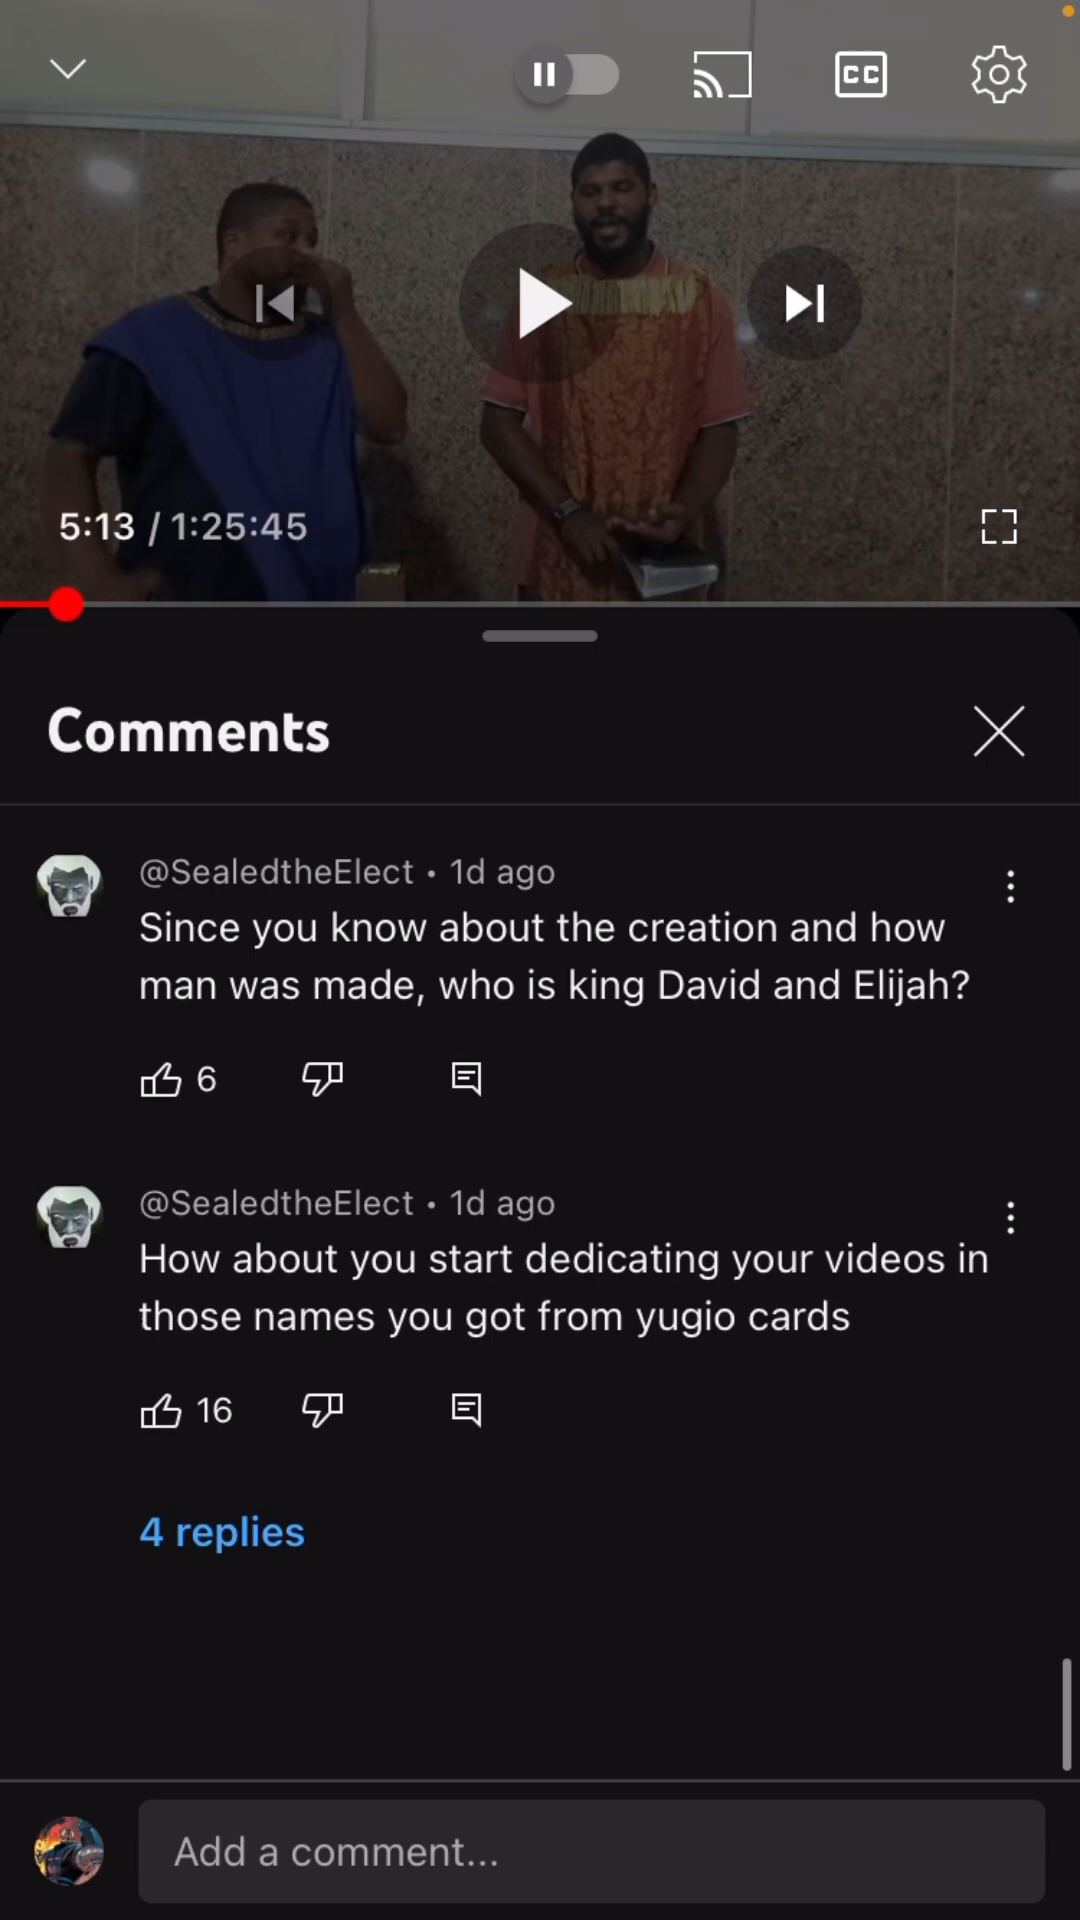 CC
5:13 / 1:25:45
Comments
@SealedtheElect • 1d ago
Since you know about the creation and how
man was made, who is king David and Elijah?
6
@SealedtheElect • 1d ago
How about you start dedicating your videos in
those names you got from yugio cards
16
4 replies
Add a comment...